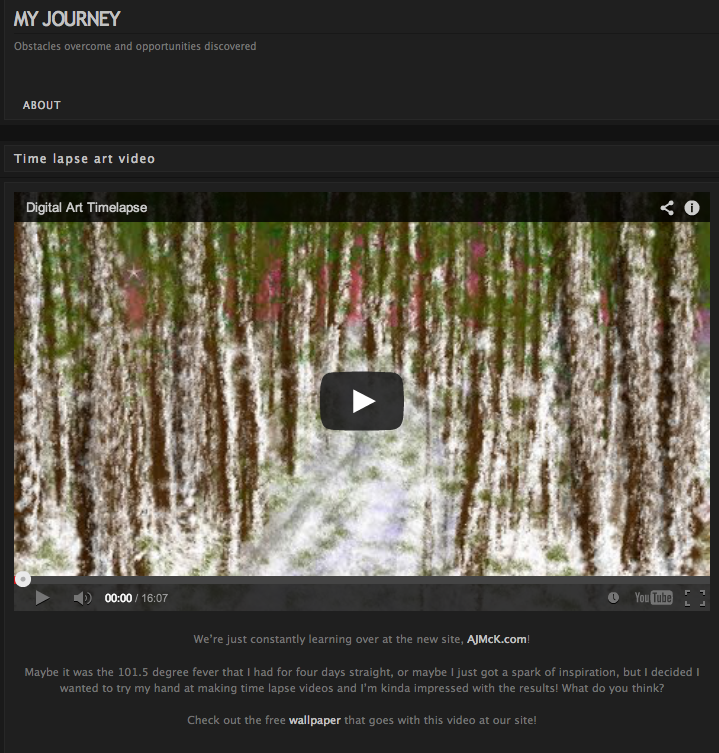 MY JOURNEY
Obstacles overcome and opportunities discovered
ABOUT
Time lapse art video
Digital Art Timelapse
00:00 / 16:07
YouTube
We're just constantly learning over at the new site, AJMcK.com!
Maybe it was the 101.5 degree fever that I had for four days straight, or maybe I just got a spark of inspiration, but I decided I
wanted to try my hand at making time lapse videos and I'm kinda impressed with the results! What do you think?
Check out the free wallpaper that goes with this video at our site!